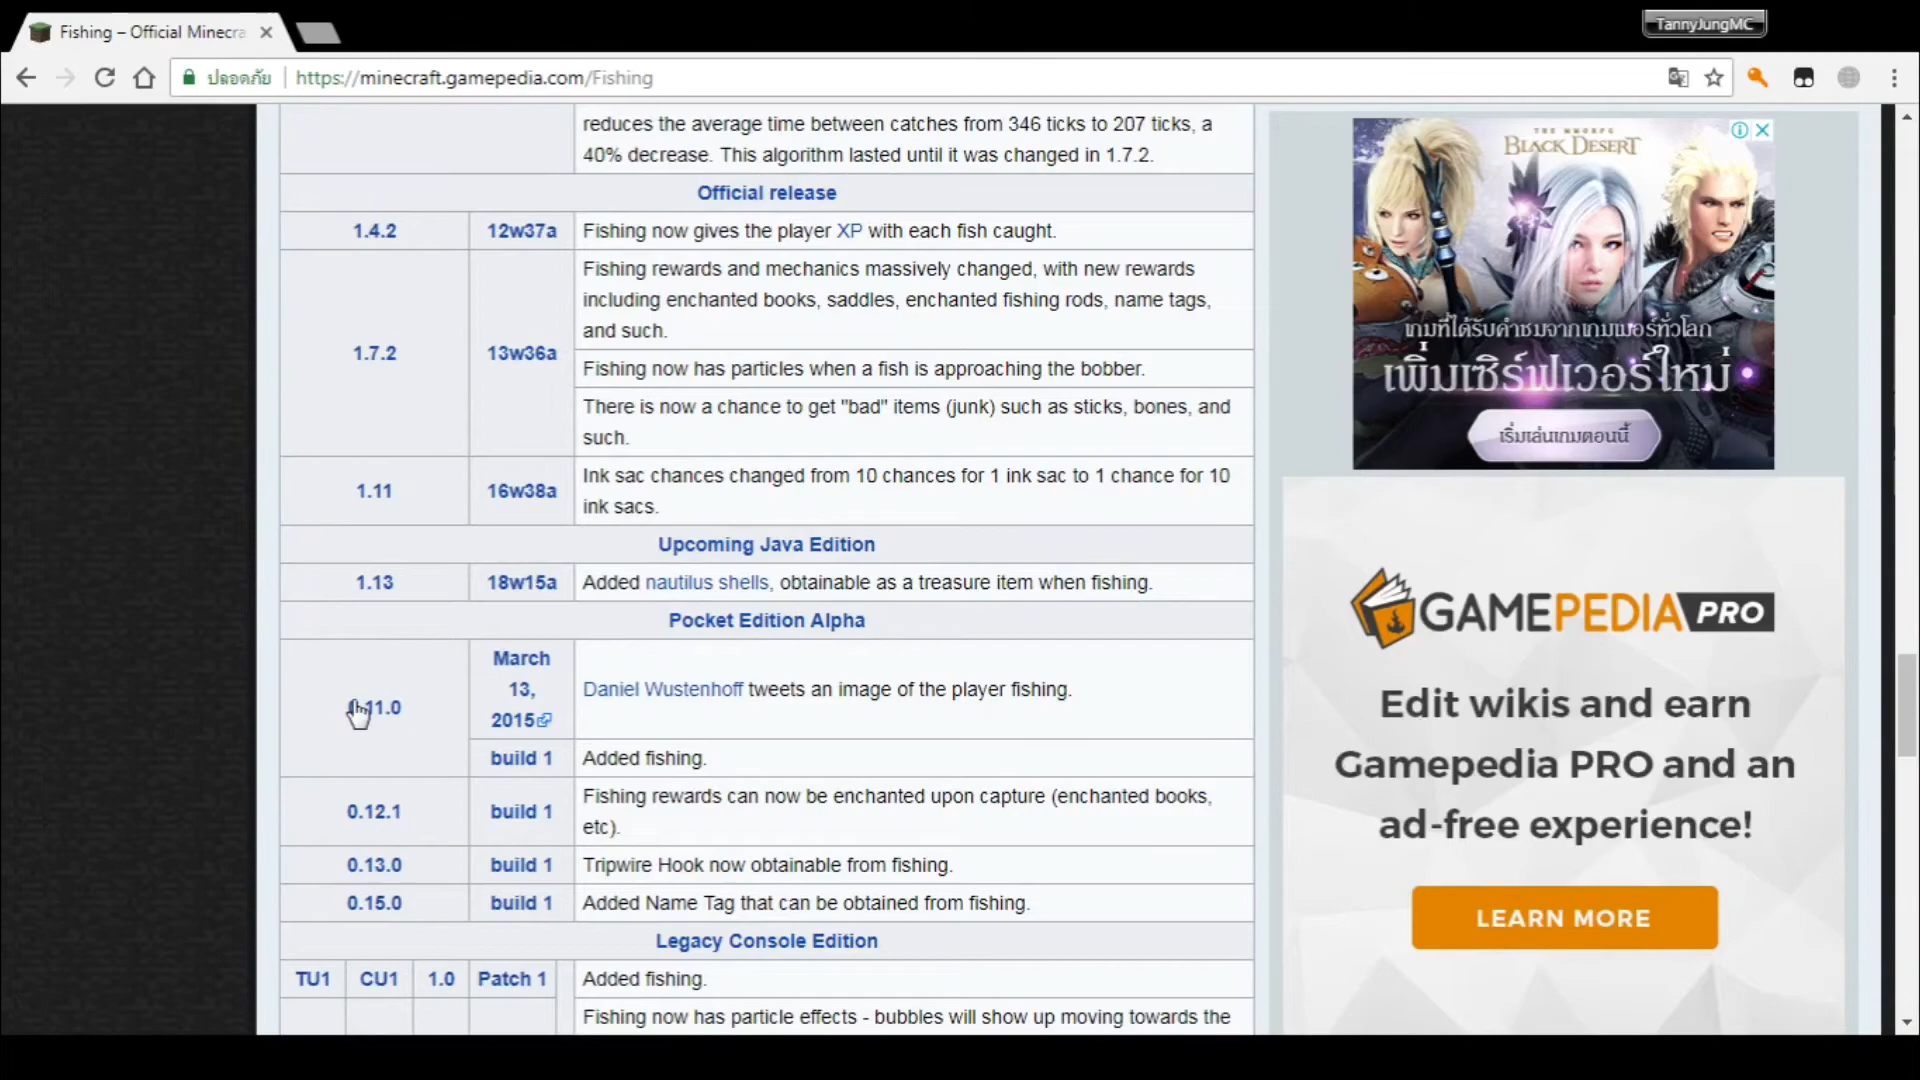 Fishing – Official Minecra
TannyJungMC
ปลอดภัย
https://minecraft.gamepedia.com/Fishing
reduces the average time between catches from 346 ticks to 207 ticks, a
40% decrease. This algorithm lasted until it was changed in 1.7.2.
Official release
1.4.2 12w37a Fishing now gives the player XP with each fish caught.
1.7.2 13w36a
Fishing rewards and mechanics massively changed, with new rewards
including enchanted books, saddles, enchanted fishing rods, name tags,
and such.
Fishing now has particles when a fish is approaching the bobber.
There is now a chance to get "bad" items (junk) such as sticks, bones, and
such.
1.11 16w38a
Ink sac chances changed from 10 chances for 1 ink sac to 1 chance for 10
ink sacs.
Upcoming Java Edition
1.13 18w15a Added nautilus shells, obtainable as a treasure item when fishing.
Pocket Edition Alpha
0.11.0
March
13,
2015
Daniel Wustenhoff tweets an image of the player fishing.
build 1 Added fishing.
0.12.1 build 1
Fishing rewards can now be enchanted upon capture (enchanted books,
etc).
0.13.0 build 1 Tripwire Hook now obtainable from fishing.
0.15.0 build 1 Added Name Tag that can be obtained from fishing.
Legacy Console Edition
TU1 CU1 1.0 Patch 1 Added fishing.
Fishing now has particle effects - bubbles will show up moving towards the
THE MMORPG
BLACK DESERT
เกมที่ได้รับคำชมจากเกมเมอร์ทั่วโลก
เพิ่มเซิร์ฟเวอร์ใหม่
เริ่มเล่นเกมตอนนี้
GAMEPEDIA PRO
Edit wikis and earn
Gamepedia PRO and an
ad-free experience!
LEARN MORE